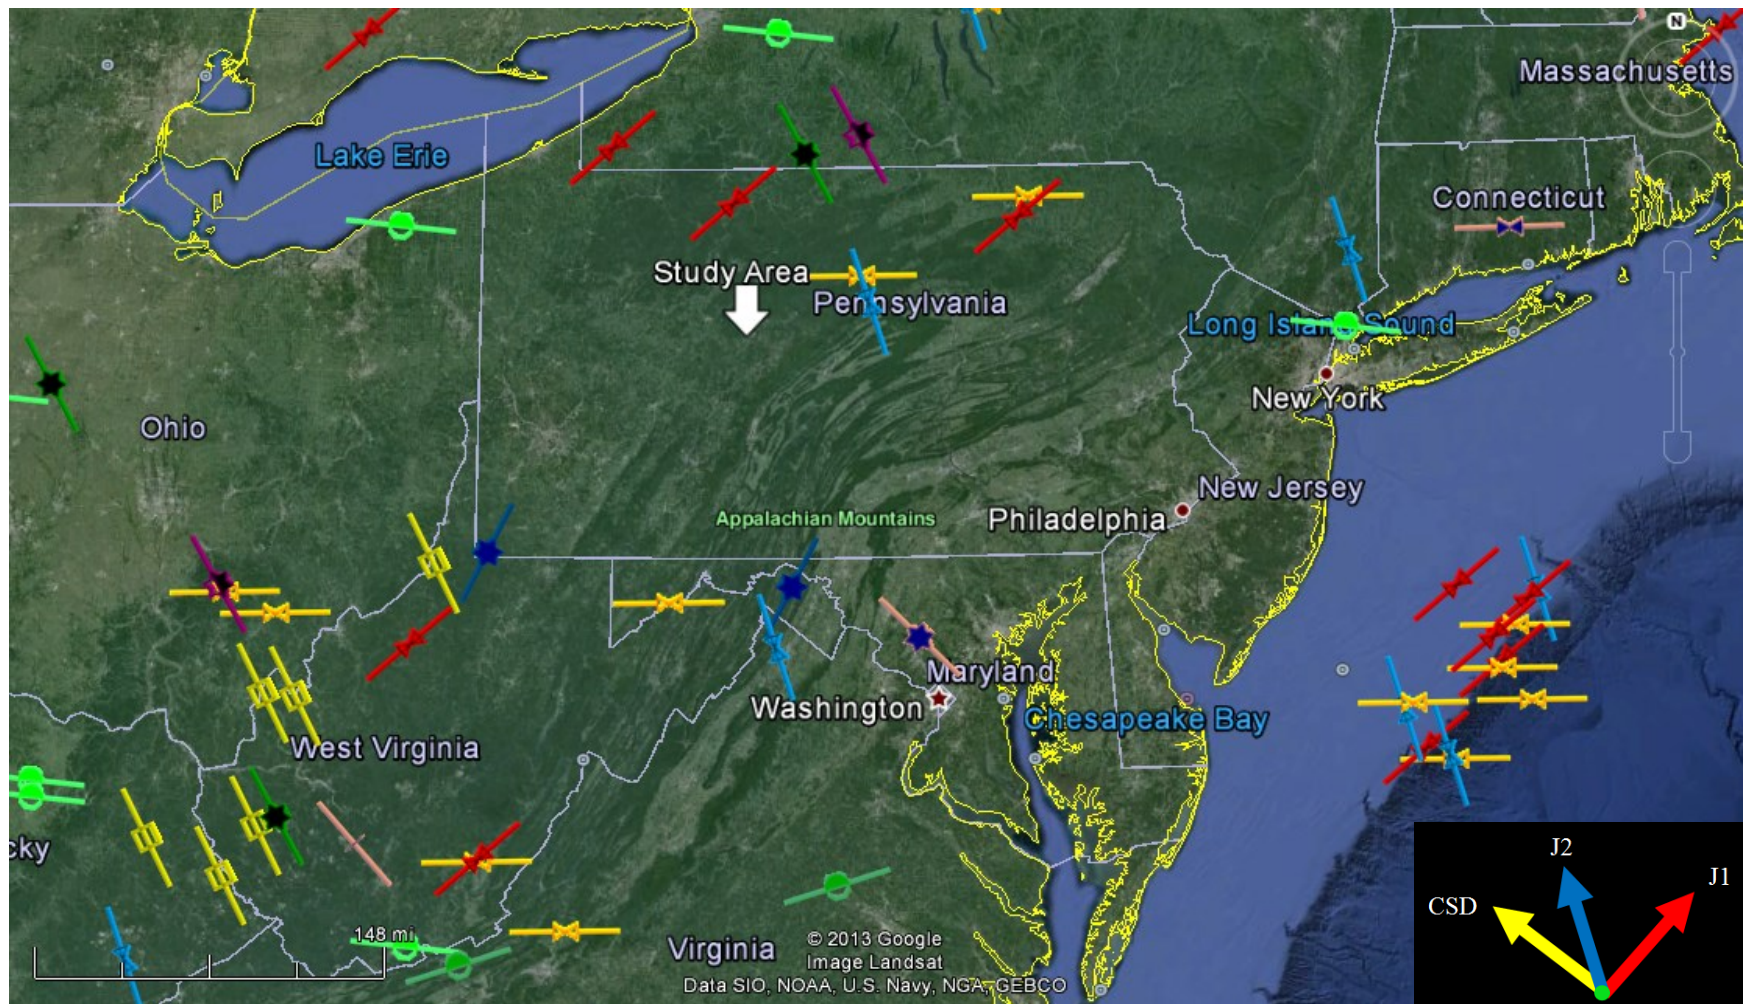 N
Massachusetts
Lake Erie
Connecticut
Study Area
Pennsylvania
Long Island Sound
New York
Ohio
New Jersey
Appalachian Mountains
Philadelphia
Maryland
Washington
Chesapeake Bay
West Virginia
cky
J2
J1
CSD
148 mi
Virginia
© 2013 Google
Image Landsat
Data SIO, NOAA, U.S. Navy, NGA, GEBCO